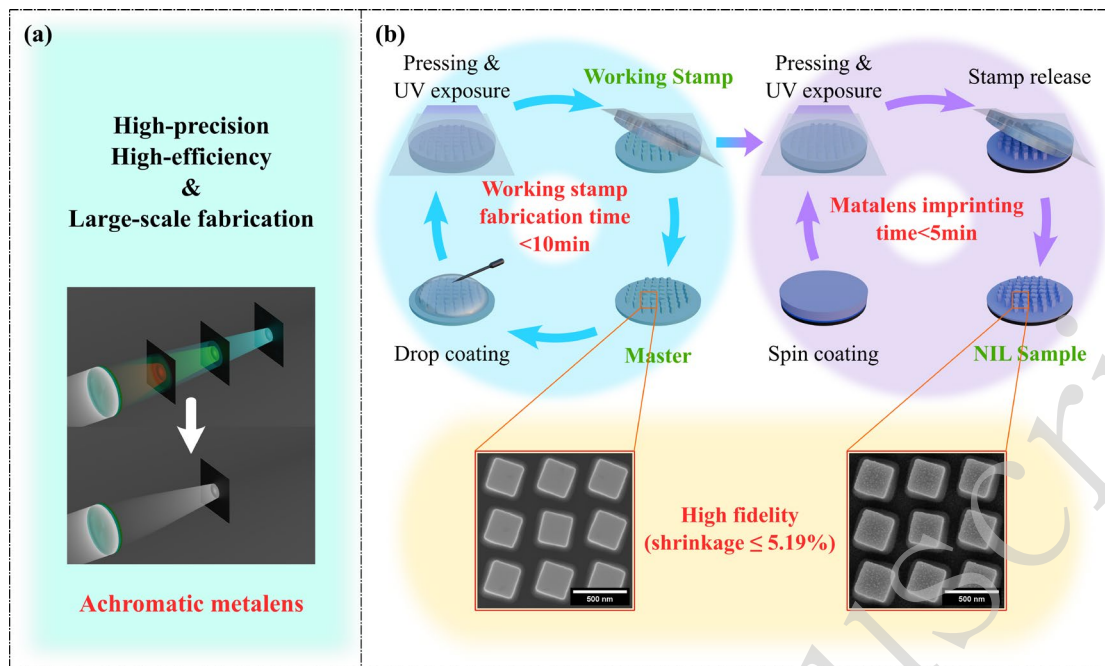 (a)
High-precision
High-efficiency
&
Large-scale fabrication
Achromatic metalens
(b)
Pressing &
UV exposure
Working Stamp
Working stamp
fabrication time
<10min
Drop coating
Master
Pressing &
UV exposure
Stamp release
Matalens imprinting
time<5min
Spin coating
NIL Sample
500 nm
High fidelity
(shrinkage ≤ 5.19%)
500 nm